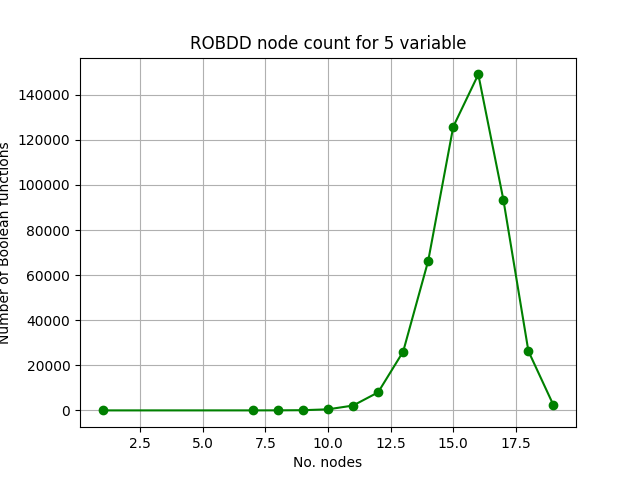 ROBDD node count for 5 variable
Number of Boolean functions
140000
120000
100000
80000
60000
40000
20000
0
2.5 5.0 7.5 10.0 12.5 15.0 17.5
No. nodes